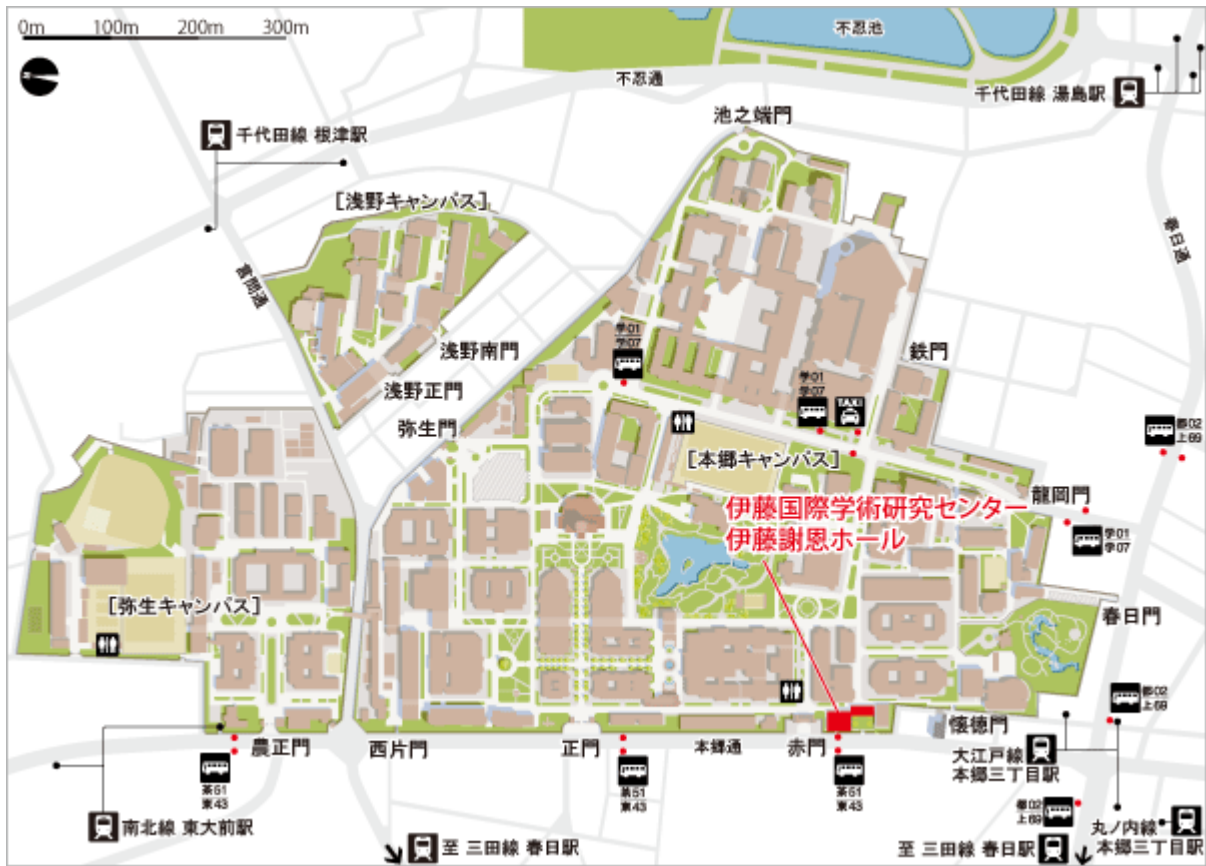 0m 100m 200m 300m
不忍池
不忍通
千代田線 湯島駅
池之端門
千代田線 根津駅
[浅野キャンパス]
春日通
言問通
学01
学07
浅野南門
鉄門
浅野正門
学01
学07
TAXI
弥生門
都02
上69
[本郷キャンパス]
龍岡門
伊藤国際学術研究センター
伊藤謝恩ホール
学01
学07
[弥生キャンパス]
春日門
都02
上69
懐徳門
農正門
西片門
正門
本郷通
赤門
大江戸線
本郷三丁目駅
茶51
東43
茶51
東43
茶51
東43
都02
上69
南北線 東大前駅
丸ノ内線
本郷三丁目駅
至 三田線 春日駅
至 三田線 春日駅